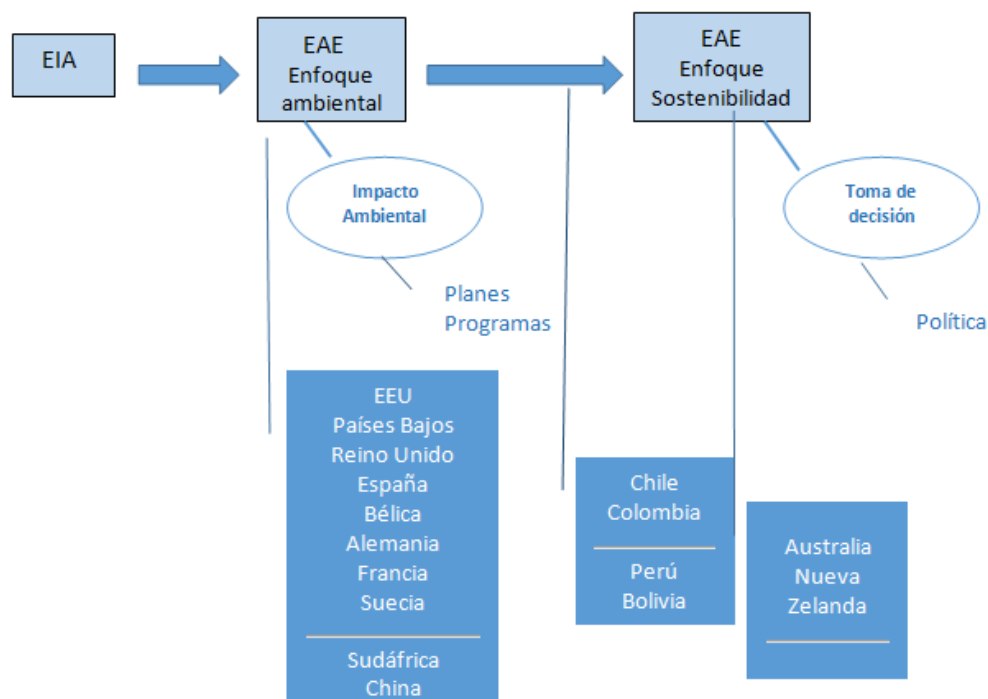 EIA
EAE
Enfoque
ambiental
EAE
Enfoque
Sostenibilidad
Impacto
Ambiental
Toma de
decisión
Planes
Programas
Política
EEU
Países Bajos
Reino Unido
España
Bélica
Alemania
Francia
Suecia
Sudáfrica
China
Chile
Colombia
Perú
Bolivia
Australia
Nueva
Zelanda